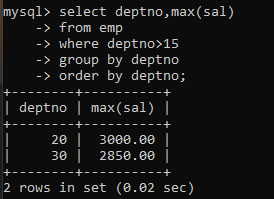 mysql> select deptno,max(sal)
    -> from emp
    -> where deptno>15
    -> group by deptno
    -> order by deptno;
+--------+----------+
| deptno | max(sal) |
+--------+----------+
|     20 |  3000.00 |
|     30 |  2850.00 |
+--------+----------+
2 rows in set (0.02 sec)